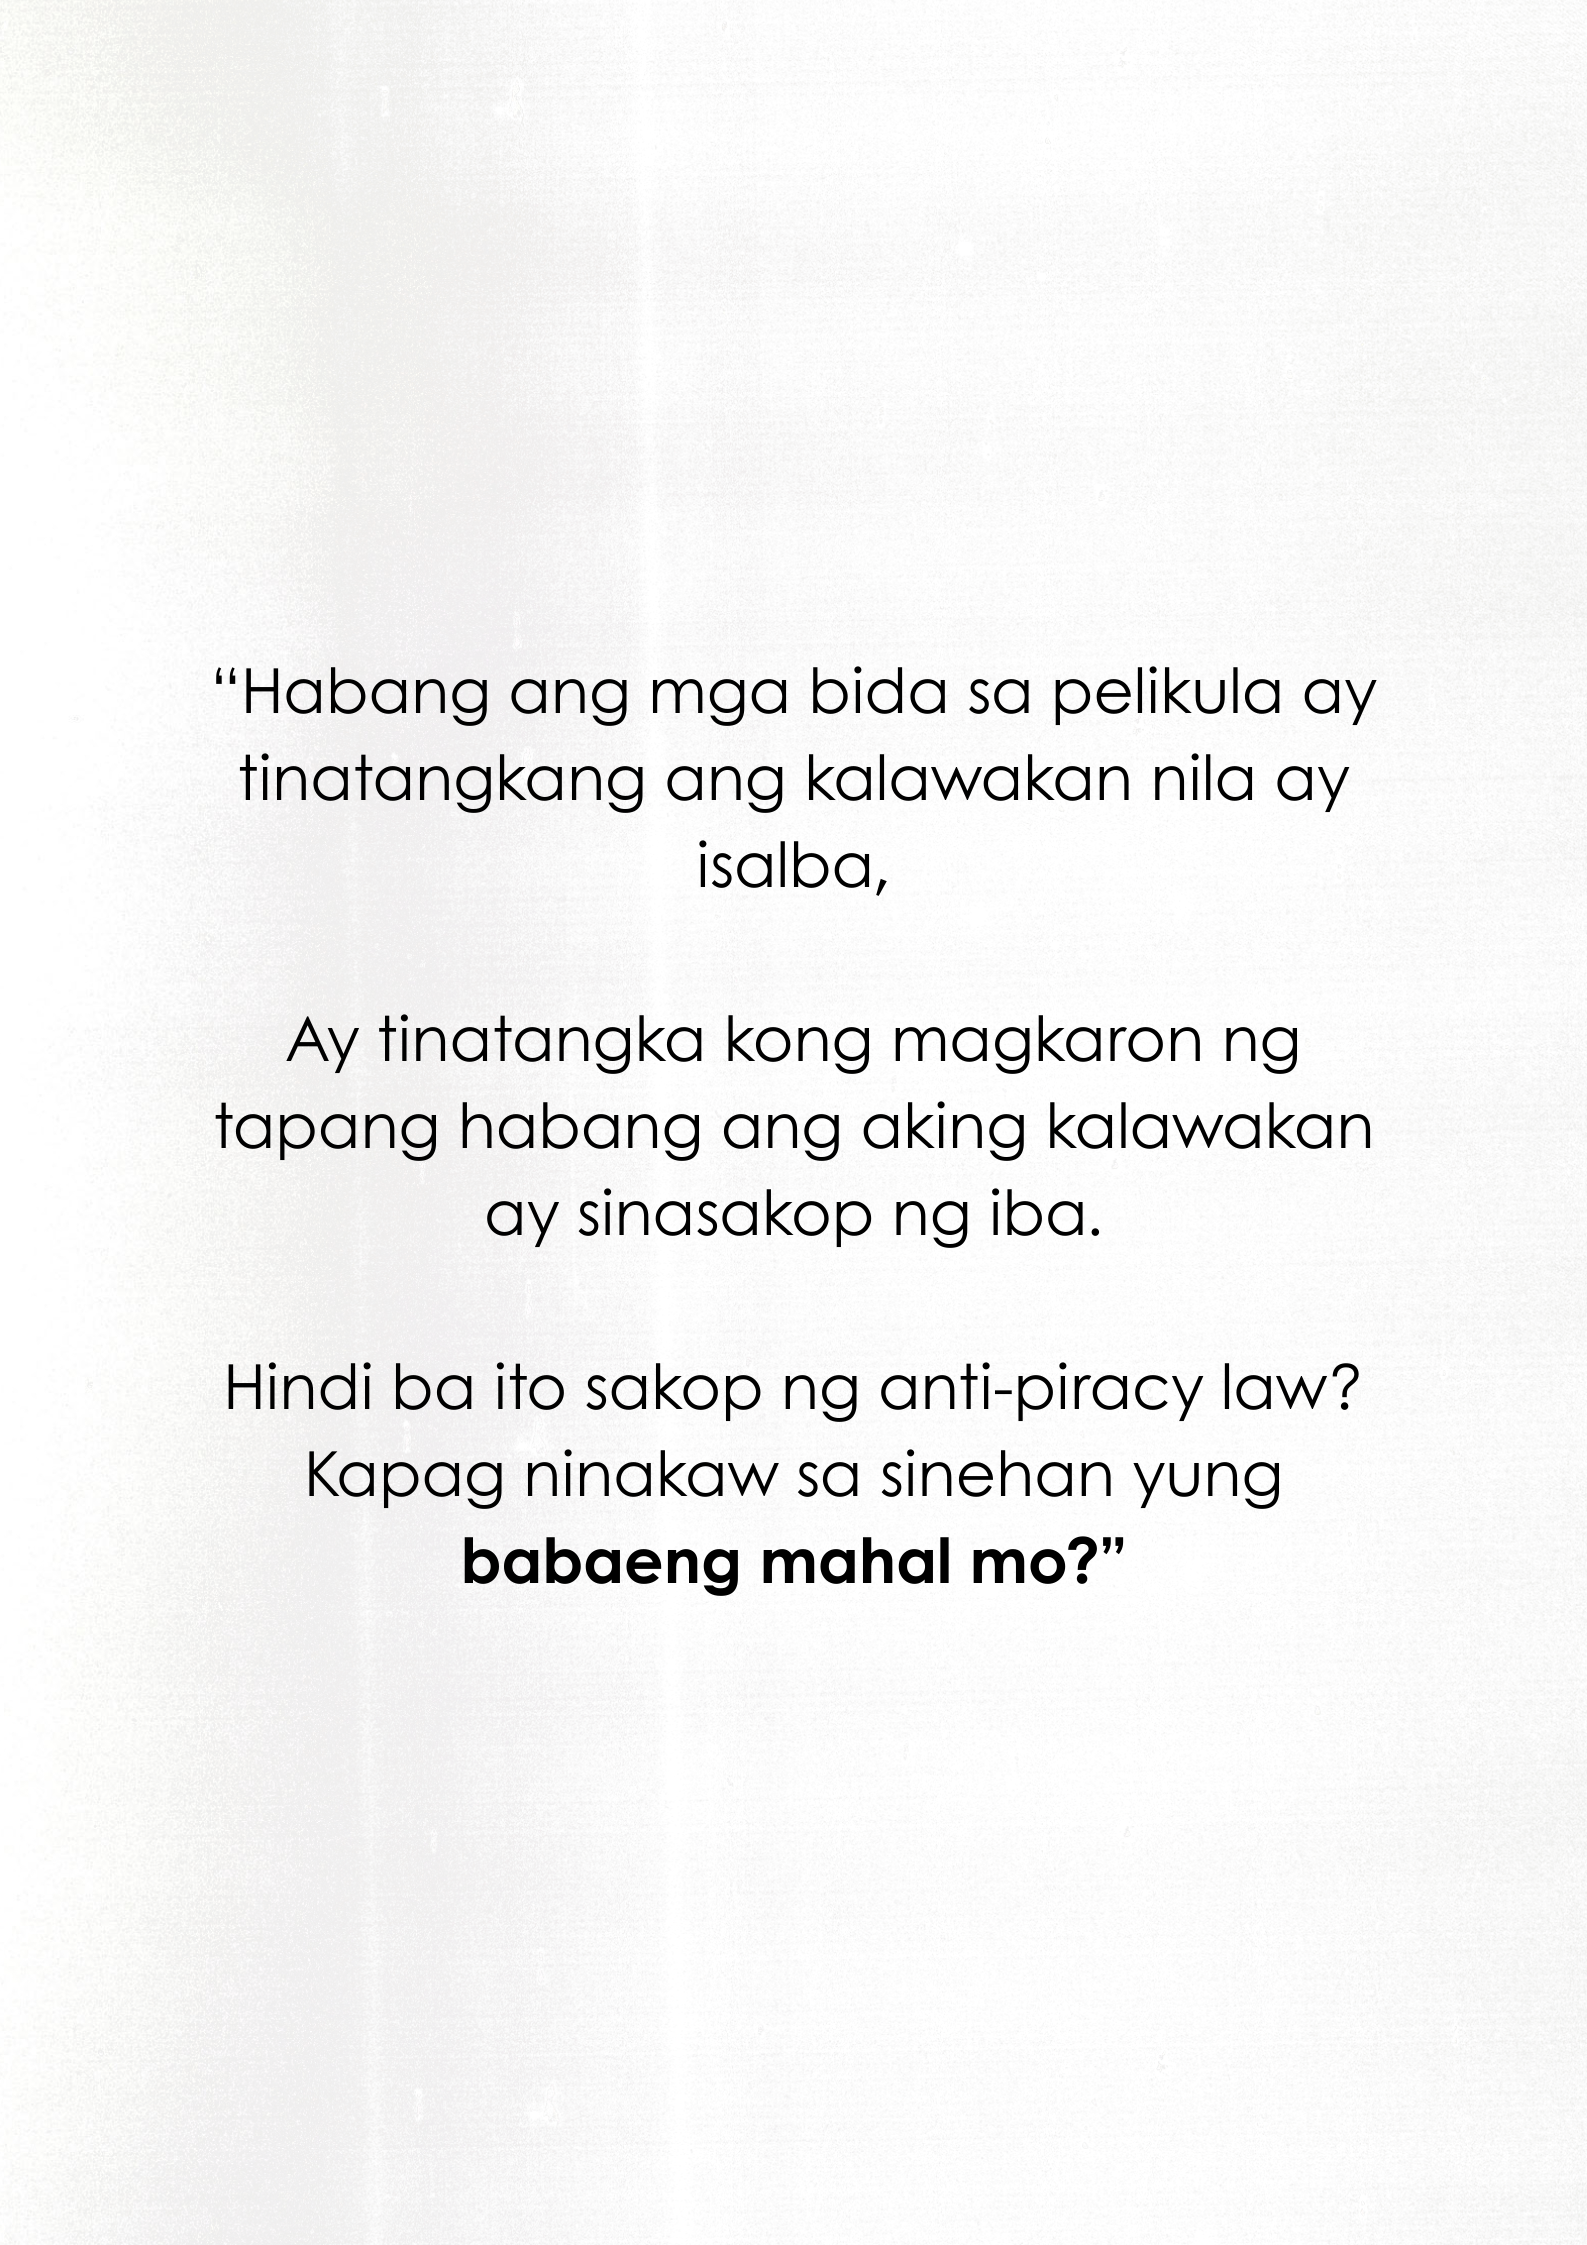 “Habang ang mga bida sa pelikula ay
tinatangkang ang kalawakan nila ay
isalba,
Ay tinatangka kong magkaron ng
tapang habang ang aking kalawakan
ay sinasakop ng iba.
Hindi ba ito sakop ng anti-piracy law?
Kapag ninakaw sa sinehan yung
babaeng mahal mo?”